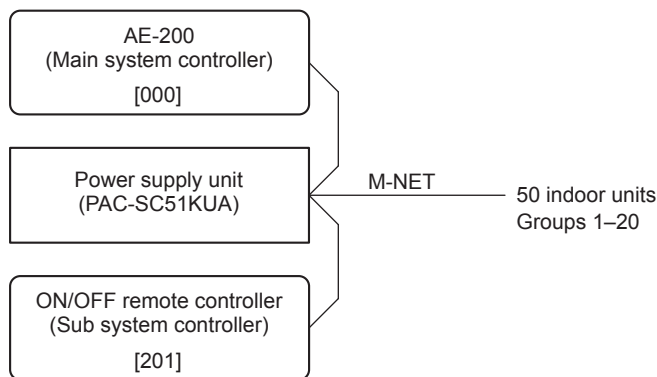 AE-200
(Main system controller)
[000]
Power supply unit
(PAC-SC51KUA)
M-NET
50 indoor units
Groups 1–20
ON/OFF remote controller
(Sub system controller)
[201]